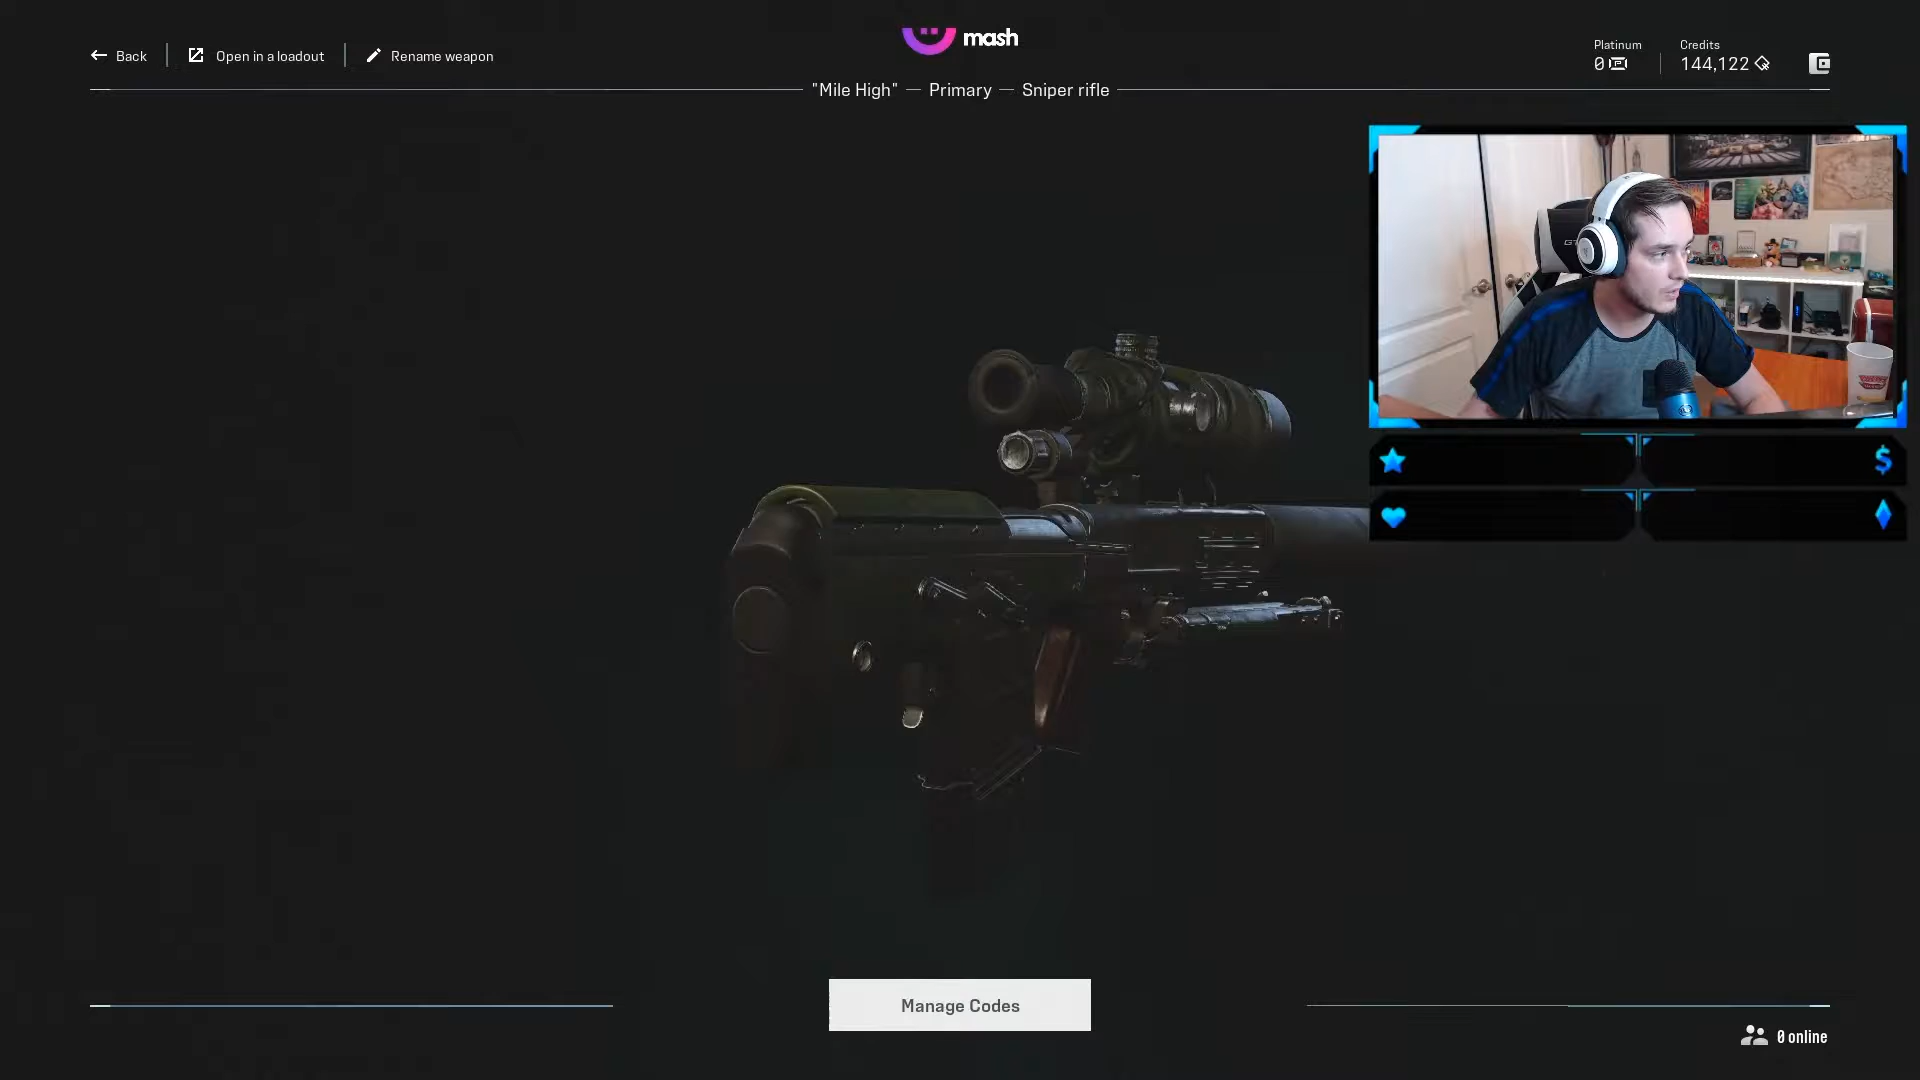 mash
Back
Open in a loadout
Rename weapon
Platinum
0
Credits
144,122
"Mile High" — Primary — Sniper rifle
Manage Codes
0 online